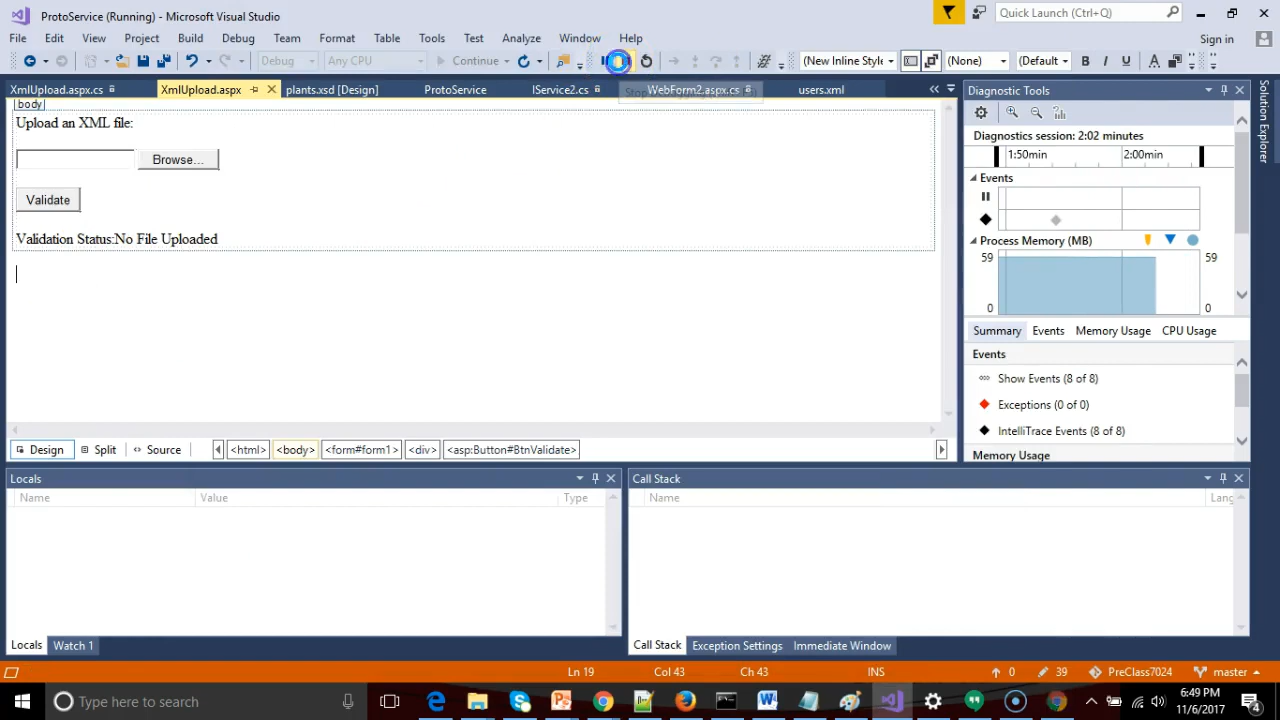 ProtoService (Running) - Microsoft Visual Studio
Quick Launch (Ctrl+Q)
File Edit View Project Build Debug Team Format Table Tools Test Analyze Window Help
Sign in
Debug Any CPU Continue (New Inline Style (None) (Default B I U A
XmlUpload.aspx.cs XmlUpload.aspx plants.xsd [Design] ProtoService IService2.cs WebForm2.aspx.cs users.xml
body
Upload an XML file:
Browse...
Validate
Validation Status:No File Uploaded
Design Split Source <html> <body> <form#form1> <div> <asp:Button#BtnValidate>
Diagnostic Tools
Diagnostics session: 2:02 minutes
1:50min 2:00min
Events
Process Memory (MB)
59 59
0 0
Summary Events Memory Usage CPU Usage
Events
Show Events (8 of 8)
Exceptions (0 of 0)
IntelliTrace Events (8 of 8)
Memory Usage
Solution Explorer
Locals
Name Value Type
Locals Watch 1
Call Stack
Name Lang
Call Stack Exception Settings Immediate Window
Ln 19 Col 43 Ch 43 INS 0 39 PreClass7024 master
Type here to search
6:49 PM
11/6/2017
4